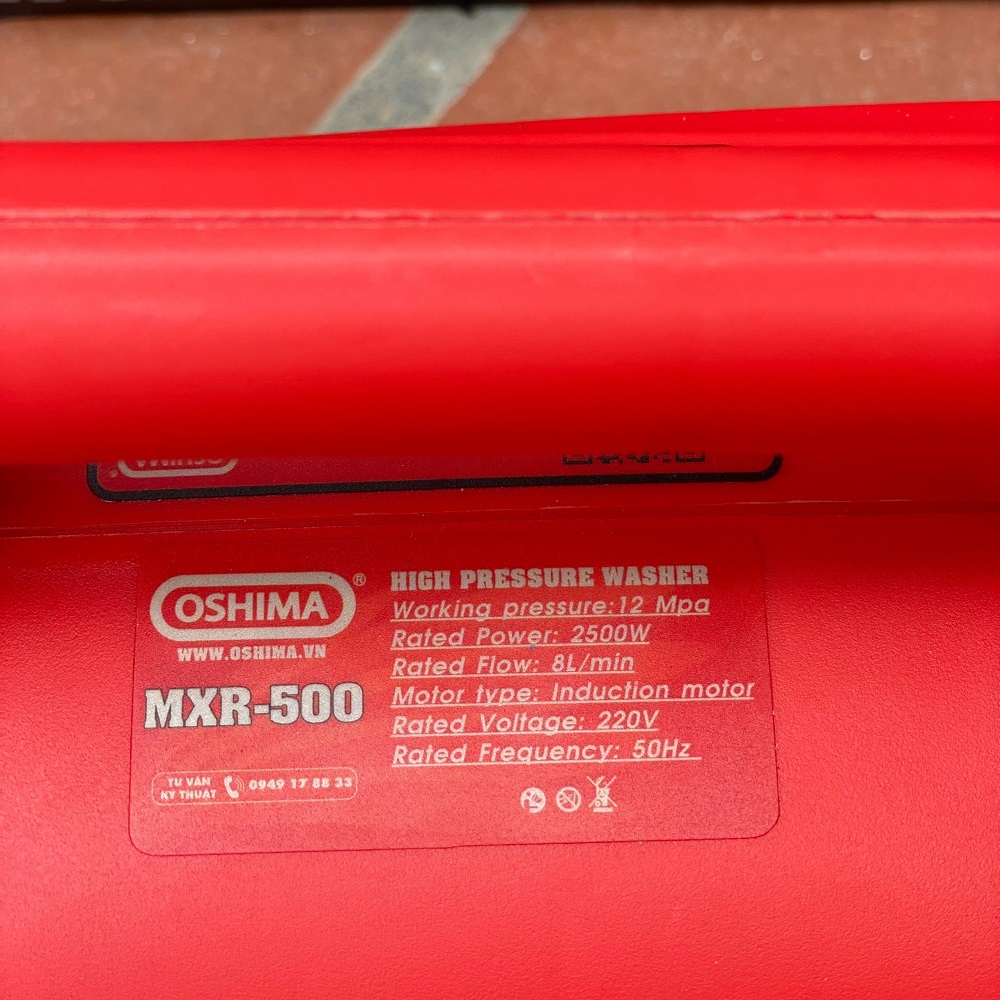 OSHIMA®
WWW.OSHIMA.VN
MXR-500
TƯ VẤN
KỸ THUẬT
0949 17 88 33
HIGH PRESSURE WASHER
Working pressure:12 Mpa
Rated Power: 2500W
Rated Flow: 8L/min
Motor type: Induction motor
Rated Voltage: 220V
Rated Frequency: 50Hz